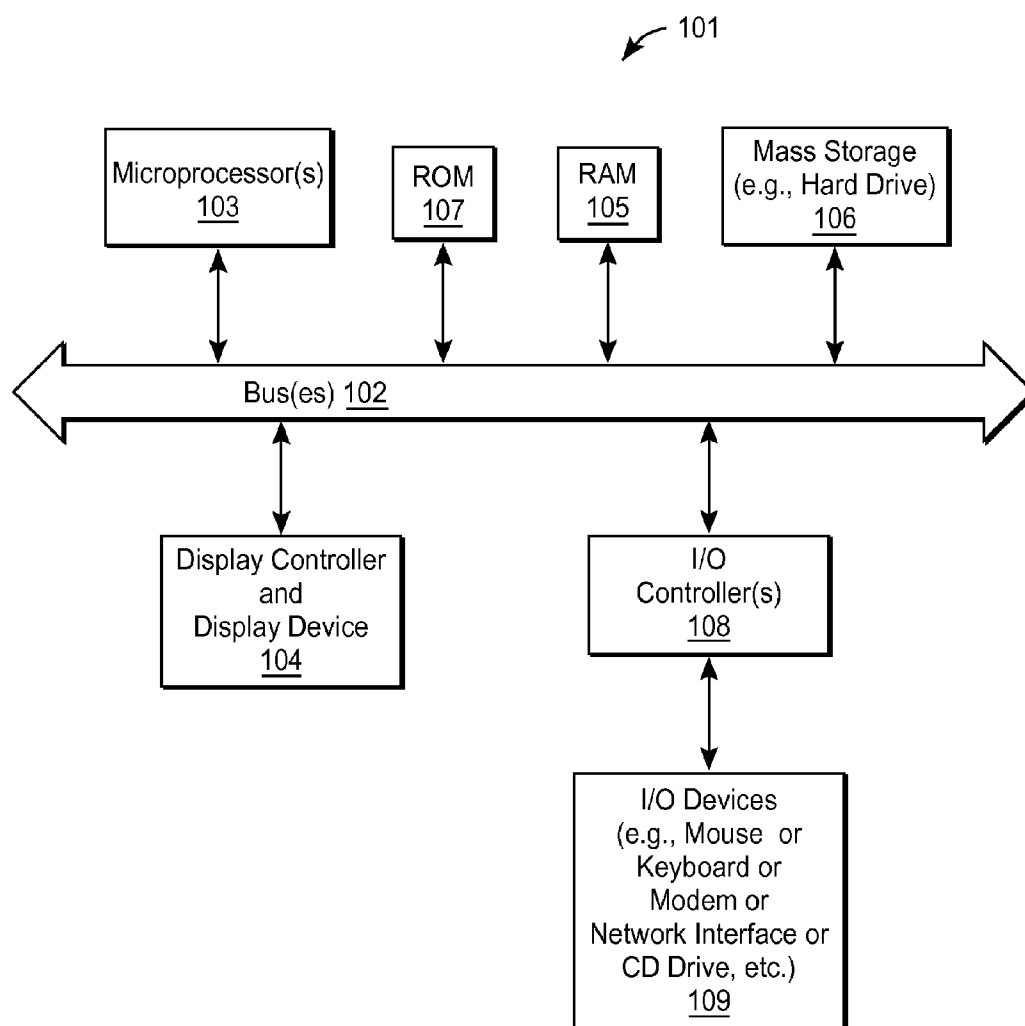 101
Microprocessor(s)
103
ROM
107
RAM
105
Mass Storage
(e.g., Hard Drive)
106
Bus(es) 102
Display Controller
and
Display Device
104
I/O
Controller(s)
108
I/O Devices
(e.g., Mouse or
Keyboard or
Modem or
Network Interface or
CD Drive, etc.)
109